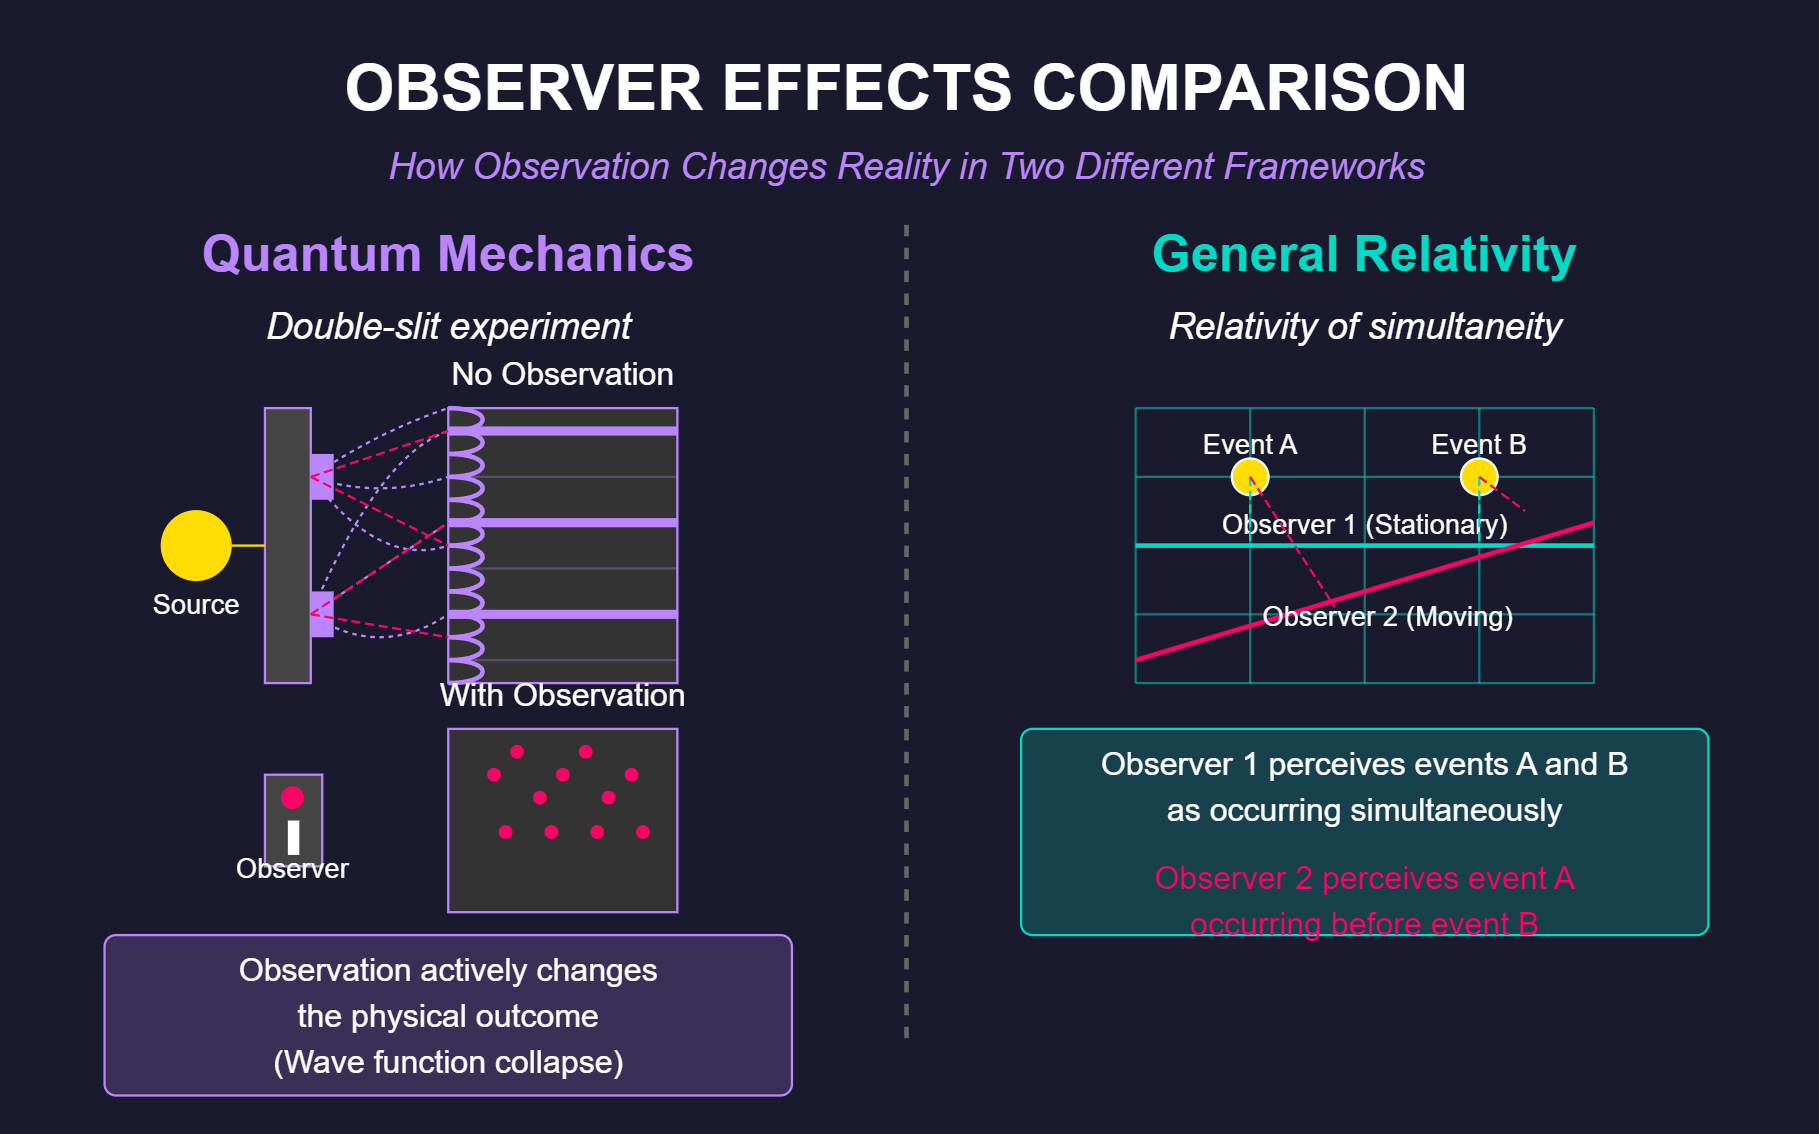 OBSERVER EFFECTS COMPARISON
How Observation Changes Reality in Two Different Frameworks
Quantum Mechanics
Double-slit experiment
No Observation
Source
With Observation
Observer
Observation actively changes
the physical outcome
(Wave function collapse)
General Relativity
Relativity of simultaneity
Event A
Event B
Observer 1 (Stationary)
Observer 2 (Moving)
Observer 1 perceives events A and B
as occurring simultaneously
Observer 2 perceives event A
occurring before event B